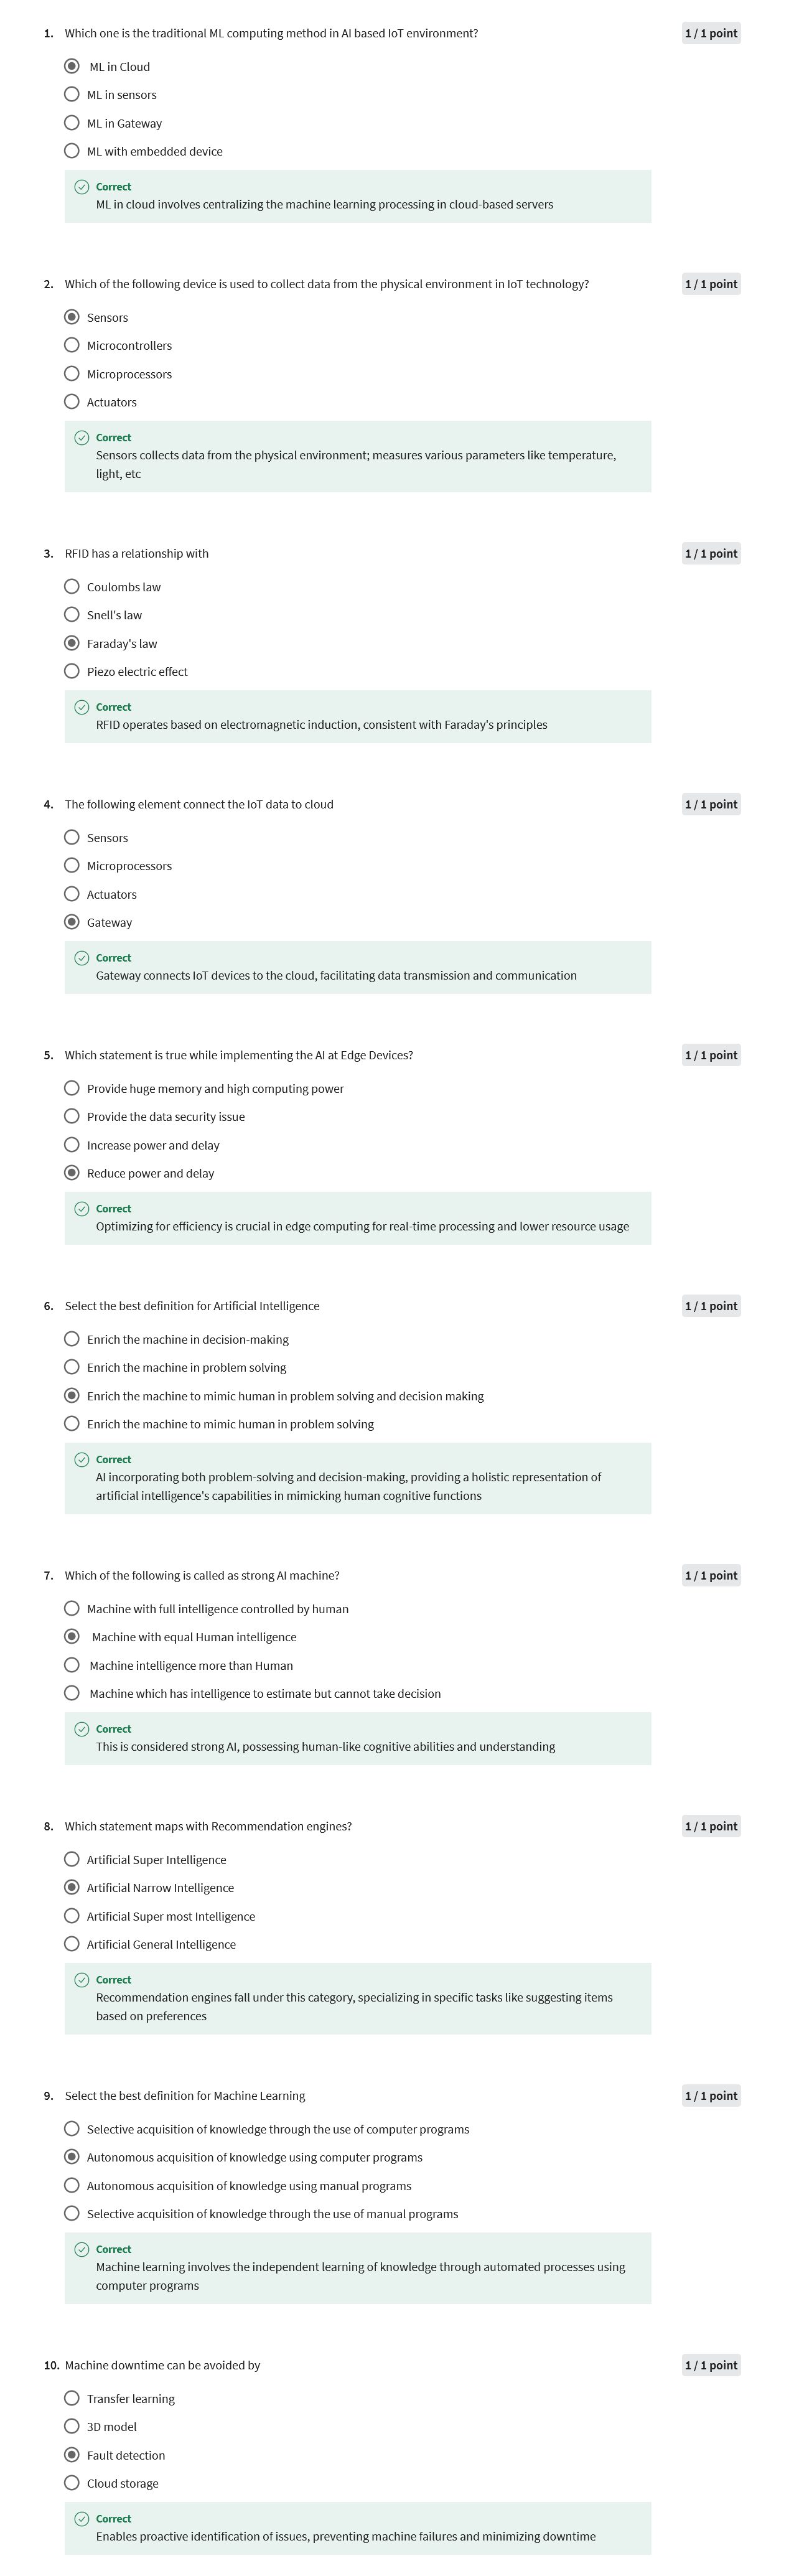 1. Which one is the traditional ML computing method in AI based IoT environment?
1 / 1 point
ML in Cloud
ML in sensors
ML in Gateway
ML with embedded device
Correct
ML in cloud involves centralizing the machine learning processing in cloud-based servers
2. Which of the following device is used to collect data from the physical environment in IoT technology?
1 / 1 point
Sensors
Microcontrollers
Microprocessors
Actuators
Correct
Sensors collects data from the physical environment; measures various parameters like temperature,
light, etc
3. RFID has a relationship with
1 / 1 point
Coulombs law
Snell's law
Faraday's law
Piezo electric effect
Correct
RFID operates based on electromagnetic induction, consistent with Faraday's principles
4. The following element connect the IoT data to cloud
1 / 1 point
Sensors
Microprocessors
Actuators
Gateway
Correct
Gateway connects IoT devices to the cloud, facilitating data transmission and communication
5. Which statement is true while implementing the AI at Edge Devices?
1 / 1 point
Provide huge memory and high computing power
Provide the data security issue
Increase power and delay
Reduce power and delay
Correct
Optimizing for efficiency is crucial in edge computing for real-time processing and lower resource usage
6. Select the best definition for Artificial Intelligence
1 / 1 point
Enrich the machine in decision-making
Enrich the machine in problem solving
Enrich the machine to mimic human in problem solving and decision making
Enrich the machine to mimic human in problem solving
Correct
AI incorporating both problem-solving and decision-making, providing a holistic representation of
artificial intelligence's capabilities in mimicking human cognitive functions
7. Which of the following is called as strong AI machine?
1 / 1 point
Machine with full intelligence controlled by human
Machine with equal Human intelligence
Machine intelligence more than Human
Machine which has intelligence to estimate but cannot take decision
Correct
This is considered strong AI, possessing human-like cognitive abilities and understanding
8. Which statement maps with Recommendation engines?
1 / 1 point
Artificial Super Intelligence
Artificial Narrow Intelligence
Artificial Super most Intelligence
Artificial General Intelligence
Correct
Recommendation engines fall under this category, specializing in specific tasks like suggesting items
based on preferences
9. Select the best definition for Machine Learning
1 / 1 point
Selective acquisition of knowledge through the use of computer programs
Autonomous acquisition of knowledge using computer programs
Autonomous acquisition of knowledge using manual programs
Selective acquisition of knowledge through the use of manual programs
Correct
Machine learning involves the independent learning of knowledge through automated processes using
computer programs
10. Machine downtime can be avoided by
1 / 1 point
Transfer learning
3D model
Fault detection
Cloud storage
Correct
Enables proactive identification of issues, preventing machine failures and minimizing downtime